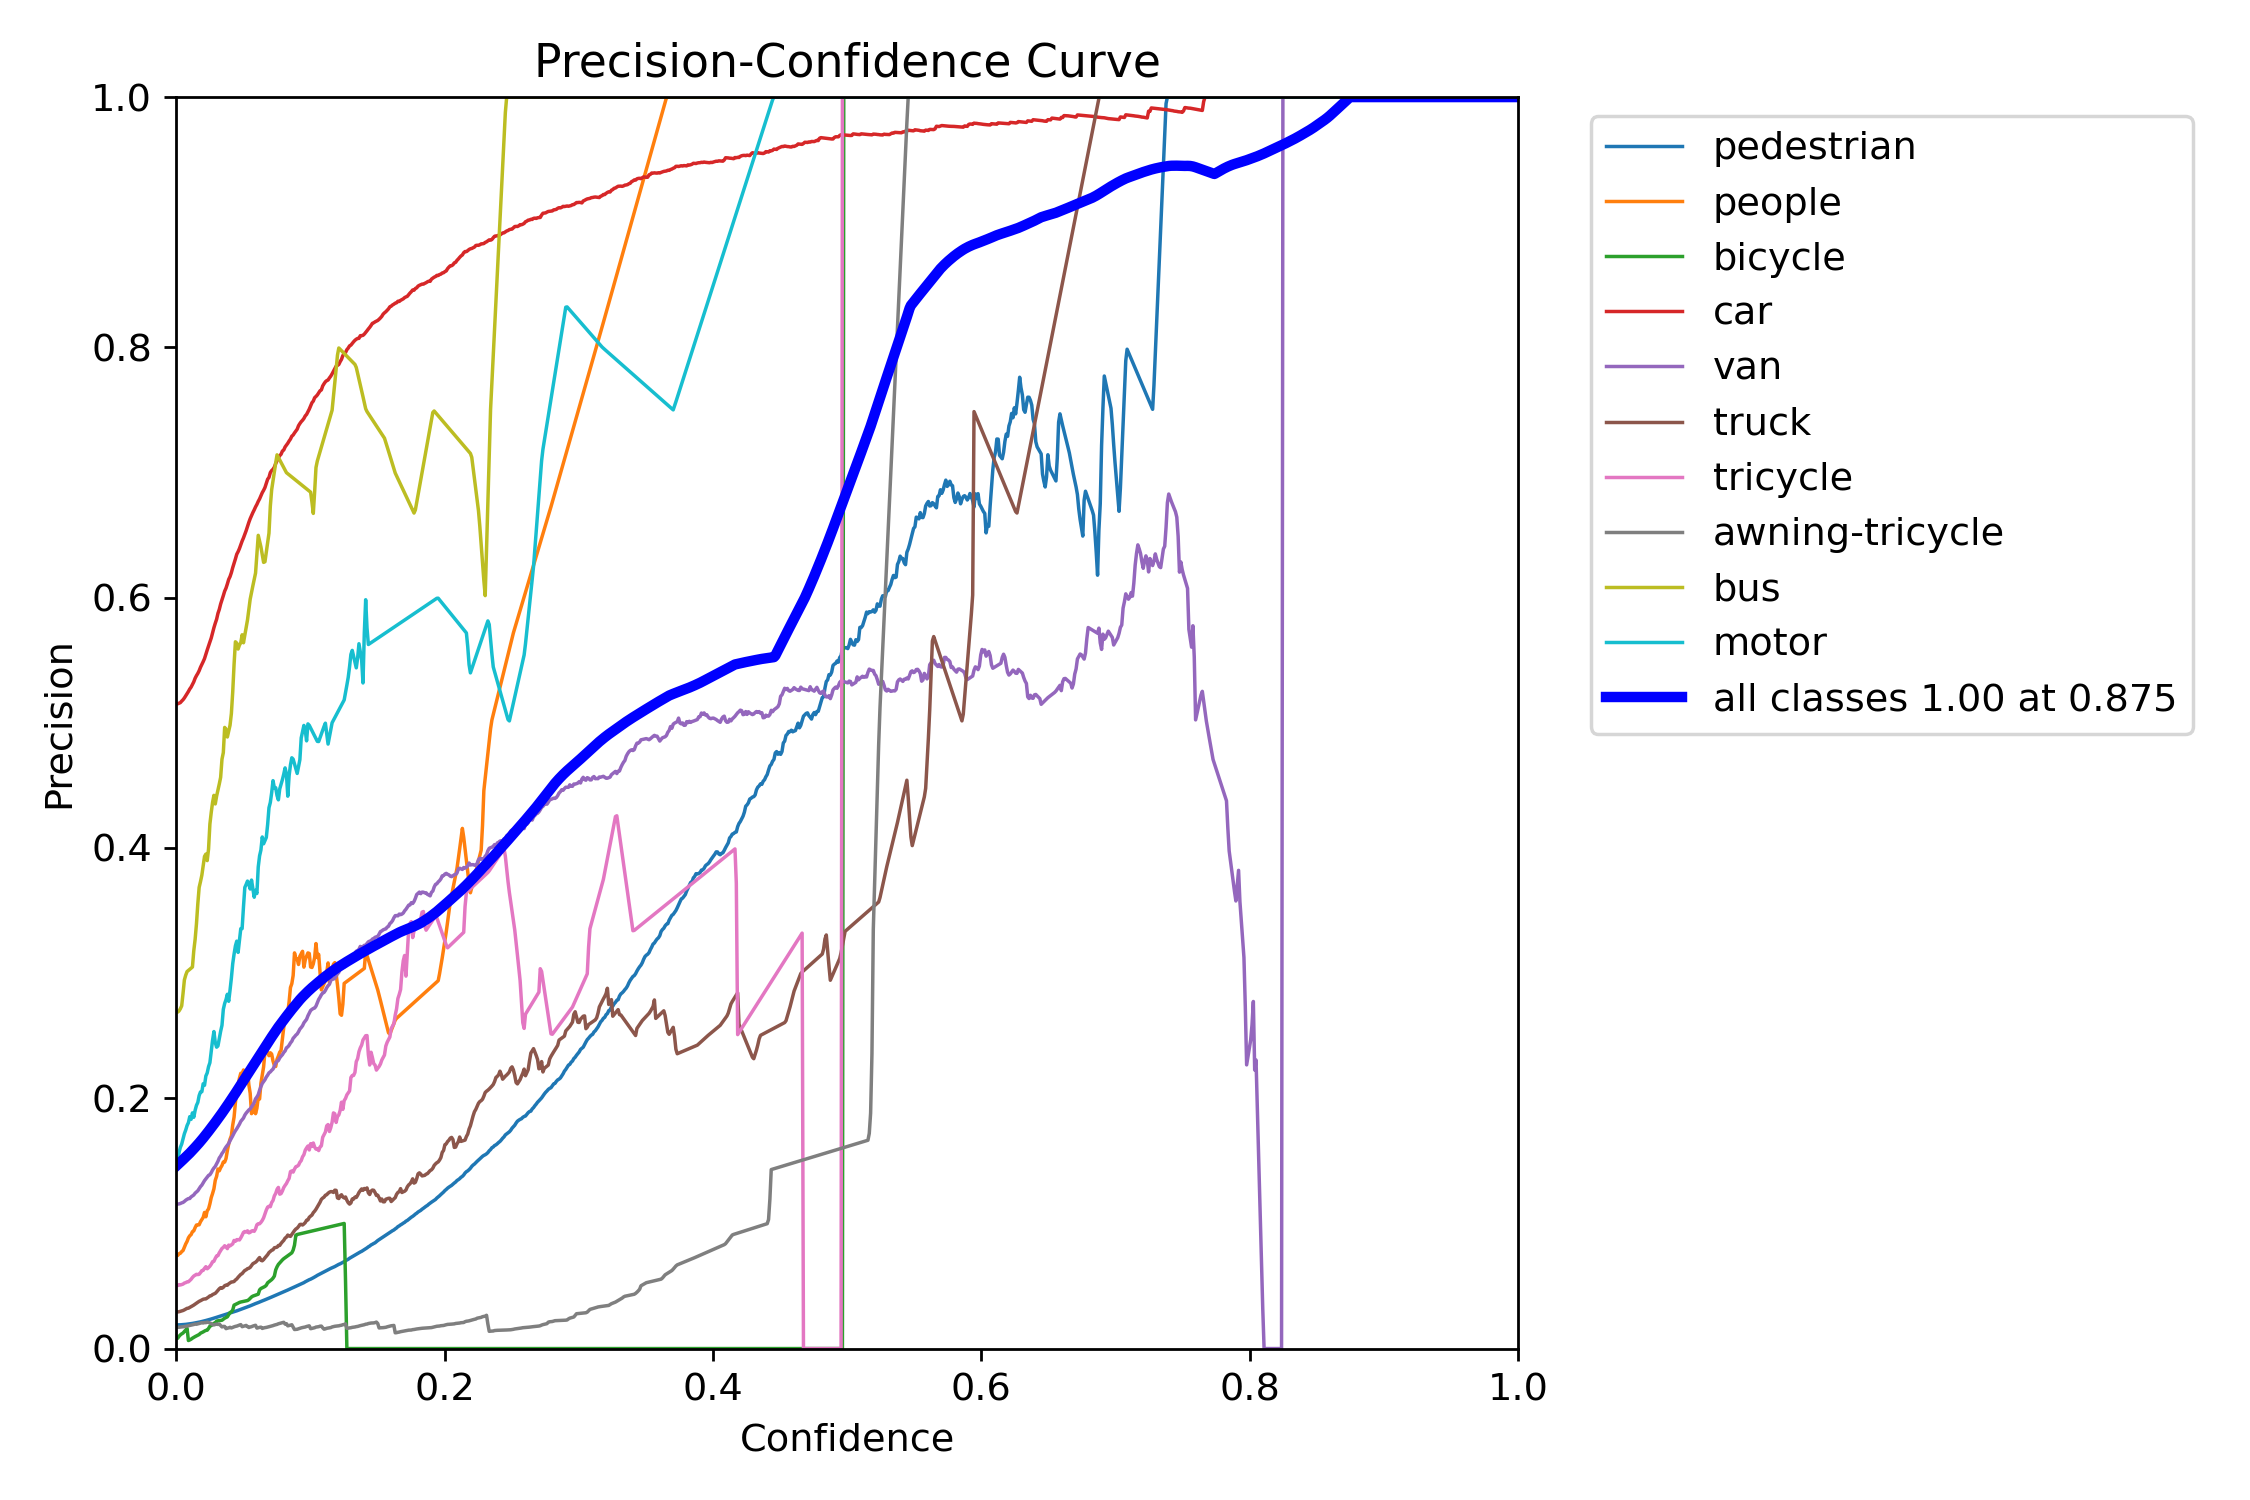 Precision-Confidence Curve
1.0
0.8
0.6
0.4
0.2
0.0
Precision
0.0 0.2 0.4 0.6 0.8 1.0
Confidence
pedestrian
people
bicycle
car
van
truck
tricycle
awning-tricycle
bus
motor
all classes 1.00 at 0.875